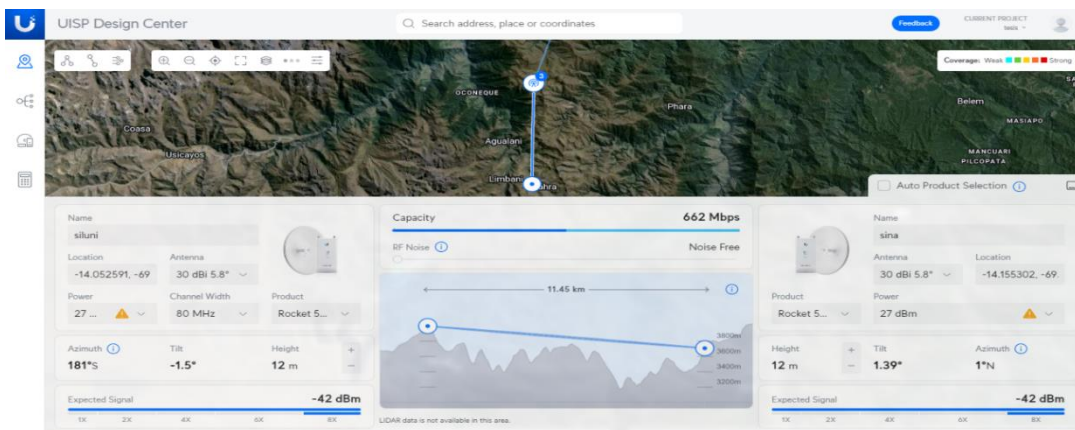 UISP Design Center
Search address, place or coordinates
Feedback
CURRENT PROJECT
Coverage: Weak Strong
OCONEQUE
3
Phara
Belem
MASIAPO
Coasa
Usicayos
Agualani
MANCUARI
PILCOPATA
Limbani
Auto Product Selection
Name
siluni
Location
Antenna
-14.052591, -69
30 dBi 5.8°
Power
Channel Width
Product
27 ...
80 MHz
Rocket 5...
Azimuth
Tilt
Height
181°S
-1.5°
12 m
+
-
Expected Signal
-42 dBm
1X 2X 4X 6X 8X
Capacity
662 Mbps
RF Noise
Noise Free
11.45 km
3800m
3600m
3400m
3200m
LiDAR data is not available in this area.
Name
sina
Antenna
Location
30 dBi 5.8°
-14.155302, -69.
Product
Power
Rocket 5...
27 dBm
Height
Tilt
Azimuth
12 m
+
-
1.39°
1°N
Expected Signal
-42 dBm
1X 2X 4X 6X 8X